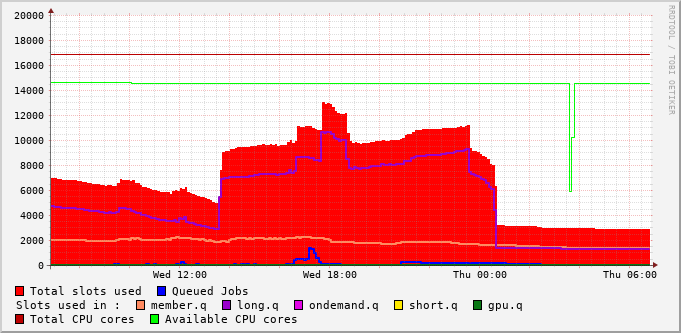 20000
18000
16000
14000
12000
10000
8000
6000
4000
2000
0
Wed 12:00 Wed 18:00 Thu 00:00 Thu 06:00
RRDTOOL / TOBI OETIKER
Total slots used Queued Jobs
Slots used in : member.q long.q ondemand.q short.q gpu.q
Total CPU cores Available CPU cores